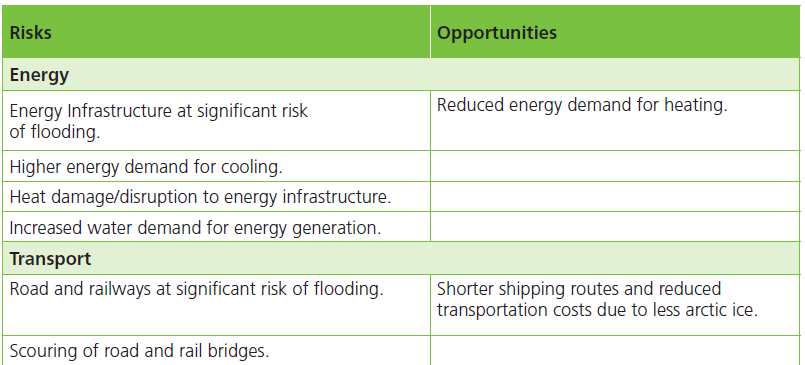 Risks
Opportunities
Energy
Energy Infrastructure at significant risk
of flooding.
Reduced energy demand for heating.
Higher energy demand for cooling.
Heat damage/disruption to energy infrastructure.
Increased water demand for energy generation.
Transport
Road and railways at significant risk of flooding.
Shorter shipping routes and reduced
transportation costs due to less arctic ice.
Scouring of road and rail bridges.